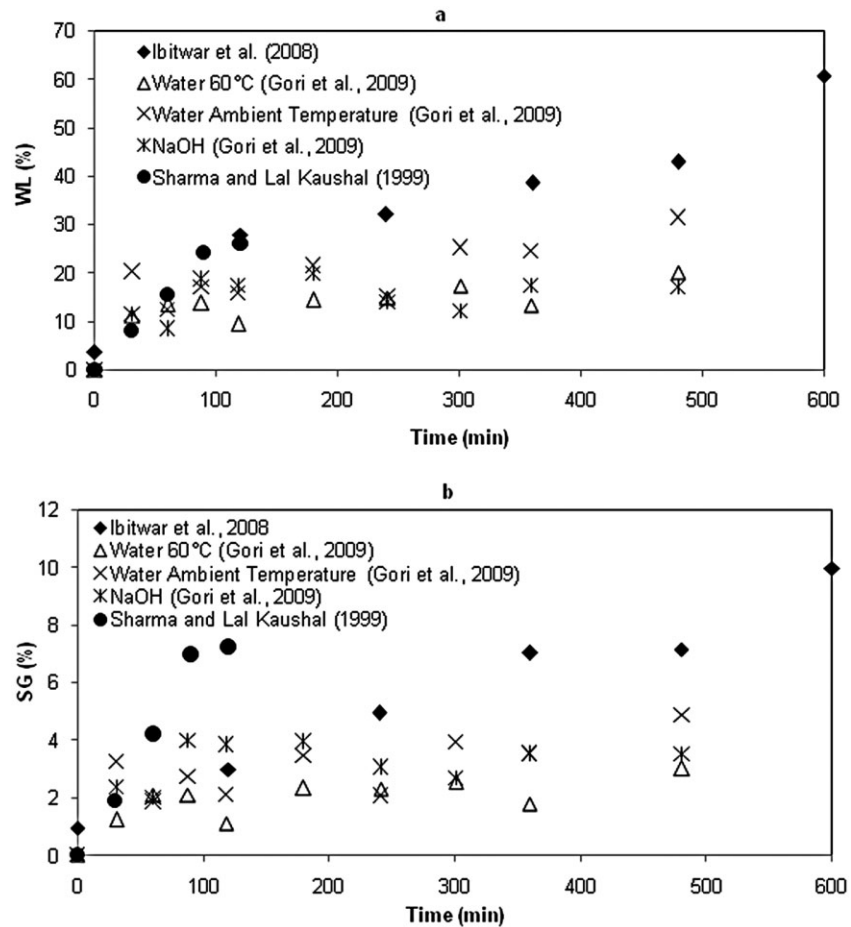 a
70
60
50
40
30
20
10
0
WL (%)
Ibitwar et al. (2008)
Water 60°C (Gori et al., 2009)
Water Ambient Temperature (Gori et al., 2009)
NaOH (Gori et al., 2009)
Sharma and Lal Kaushal (1999)
0 100 200 300 400 500 600
Time (min)
b
12
10
8
6
4
2
0
SG (%)
Ibitwar et al., 2008
Water 60°C (Gori et al., 2009)
Water Ambient Temperature (Gori et al., 2009)
NaOH (Gori et al., 2009)
Sharma and Lal Kaushal (1999)
0 100 200 300 400 500 600
Time (min)